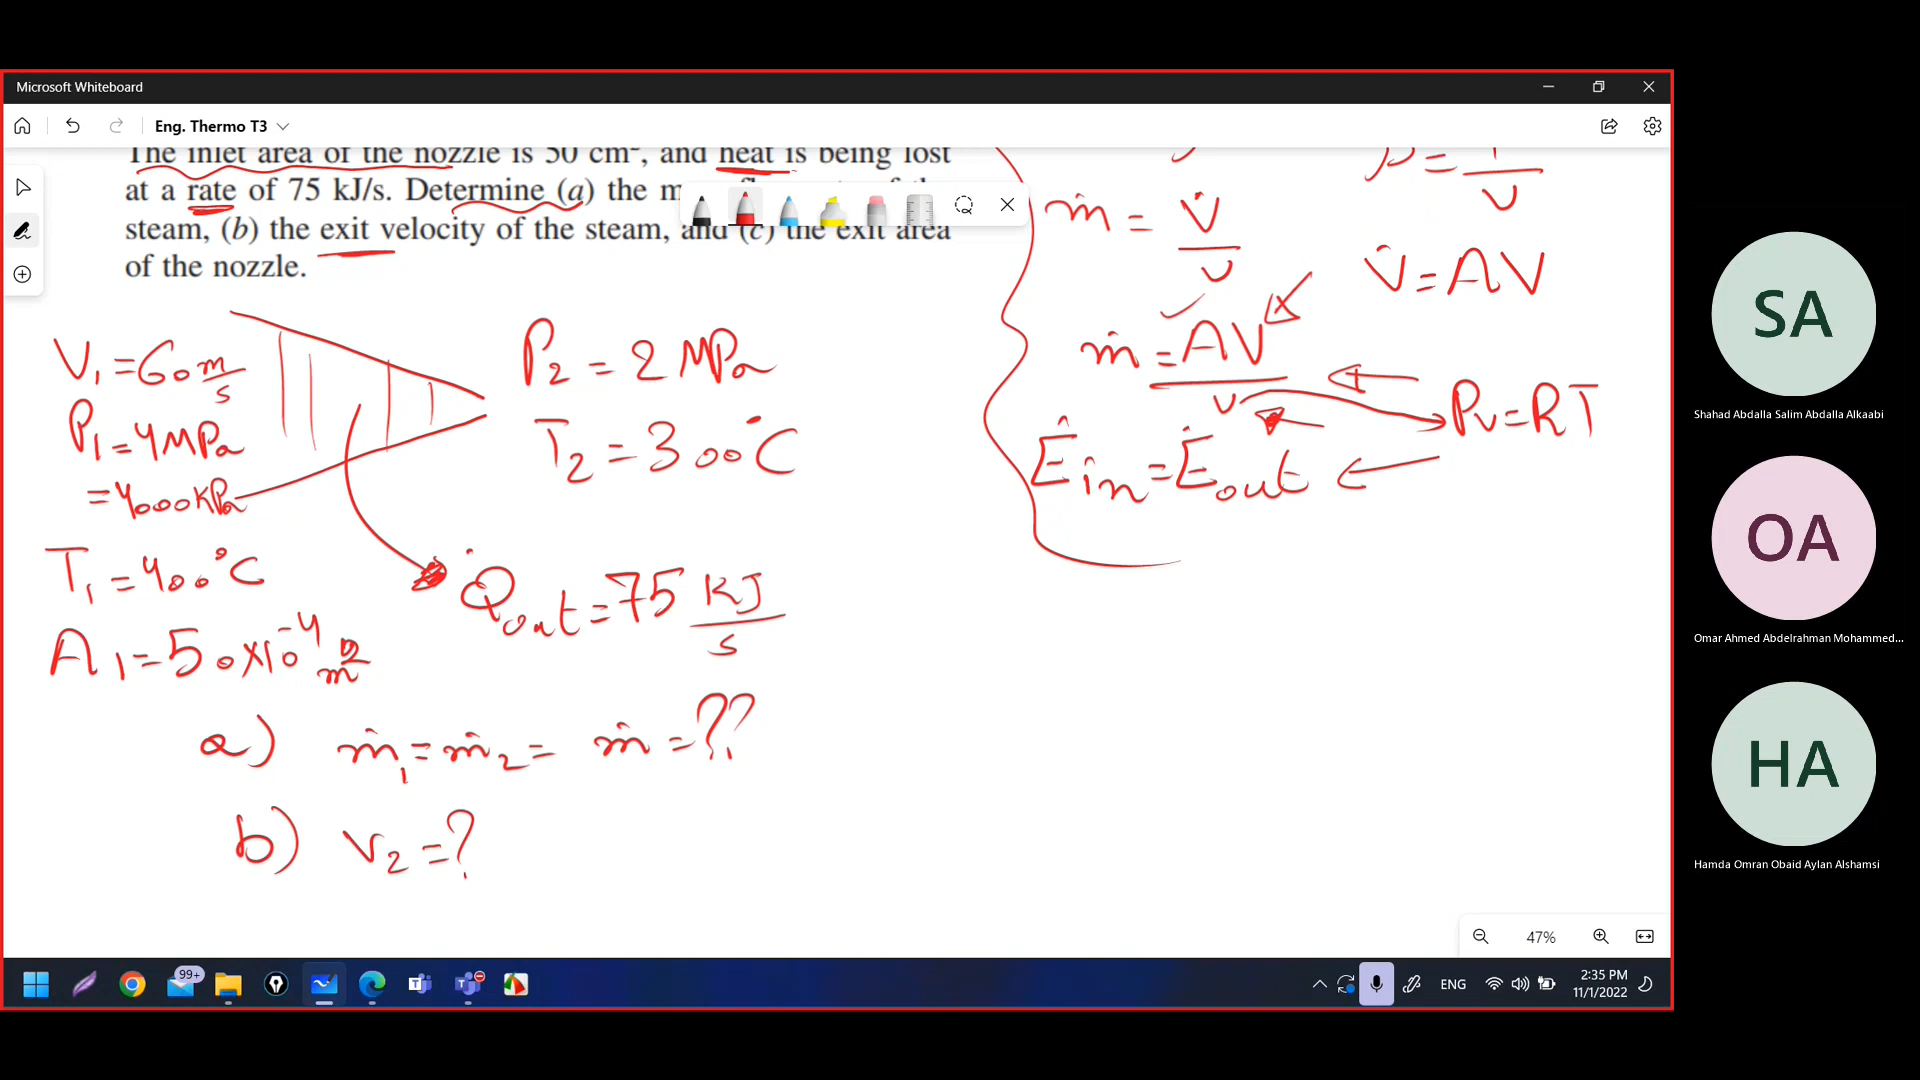 Microsoft Whiteboard
Eng. Thermo T3
The inlet area of the nozzle is 50 cm², and heat is being lost
at a rate of 75 kJ/s. Determine (a) the m
steam, (b) the exit velocity of the steam, and (c) the exit area
of the nozzle.
V₁ = 60 m/s
P₁ = 4 MPa
= 4000 kPa
T₁ = 400°C
A₁ = 50×10⁻⁴ m²
P₂ = 2 MPa
T₂ = 300°C
Q̇out = 75 KJ/s
a) ṁ₁ = ṁ₂ = ṁ = ??
b) V₂ = ?
ρ = 1/v
ṁ = V̇/v
V̇ = AV
ṁ = AV/v
Pv = RT
Ėin = Ėout
SA
Shahad Abdalla Salim Abdalla Alkaabi
OA
Omar Ahmed Abdelrahman Mohammed...
HA
Hamda Omran Obaid Aylan Alshamsi
47%
99+
ENG
2:35 PM
11/1/2022